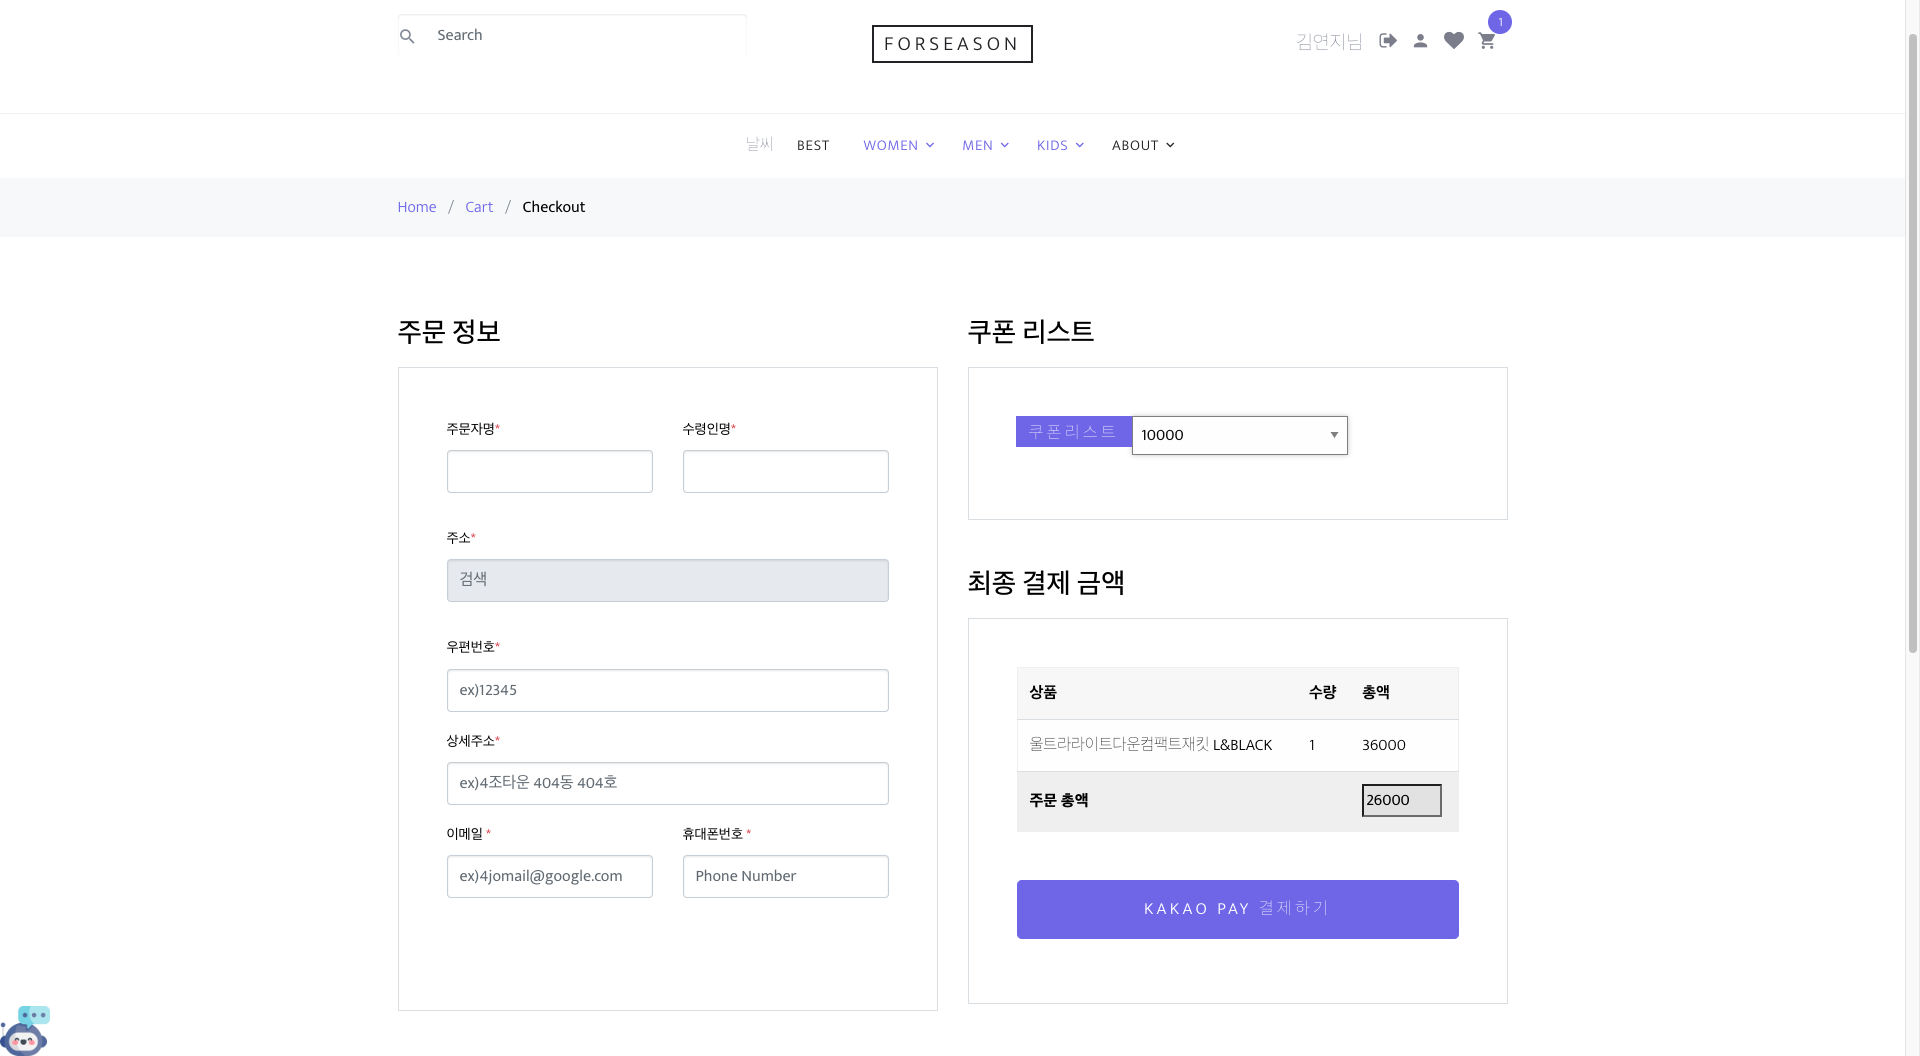 Search
FORSEASON
김연지님
1
날씨 BEST WOMEN MEN KIDS ABOUT
Home / Cart / Checkout
주문 정보
주문자명* 수령인명*
주소*
검색
우편번호*
ex)12345
상세주소*
ex)4조타운 404동 404호
이메일 * 휴대폰번호 *
ex)4jomail@google.com Phone Number
쿠폰 리스트
쿠폰리스트 10000
최종 결제 금액
상품 수량 총액
울트라라이트다운컴팩트재킷 L&BLACK 1 36000
주문 총액 26000
KAKAO PAY 결제하기